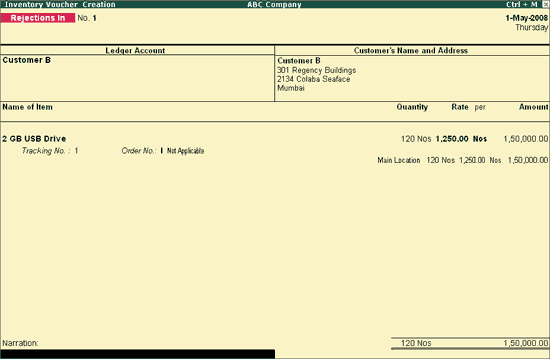 Inventory Voucher Creation ABC Company Ctrl + M
Rejections In No. 1 1-May-2008
Thursday
Ledger Account Customer's Name and Address
Customer B Customer B
301 Regency Buildings
2134 Colaba Seaface
Mumbai
Name of Item Quantity Rate per Amount
2 GB USB Drive 120 Nos 1,250.00 Nos 1,50,000.00
Tracking No. : 1 Order No.: Not Applicable
Main Location 120 Nos 1,250.00 Nos 1,50,000.00
Narration: 120 Nos 1,50,000.00